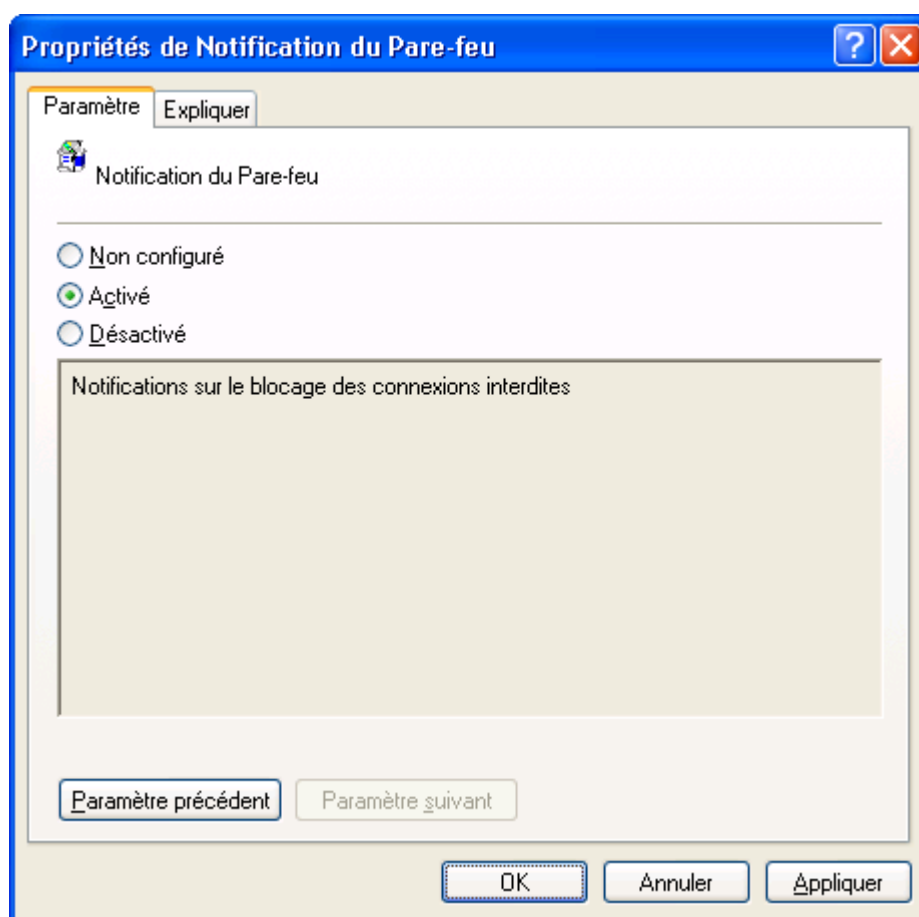 Propriétés de Notification du Pare-feu
Paramètre Expliquer
Notification du Pare-feu
Non configuré
Activé
Désactivé
Notifications sur le blocage des connexions interdites
Paramètre précédent Paramètre suivant
OK Annuler Appliquer